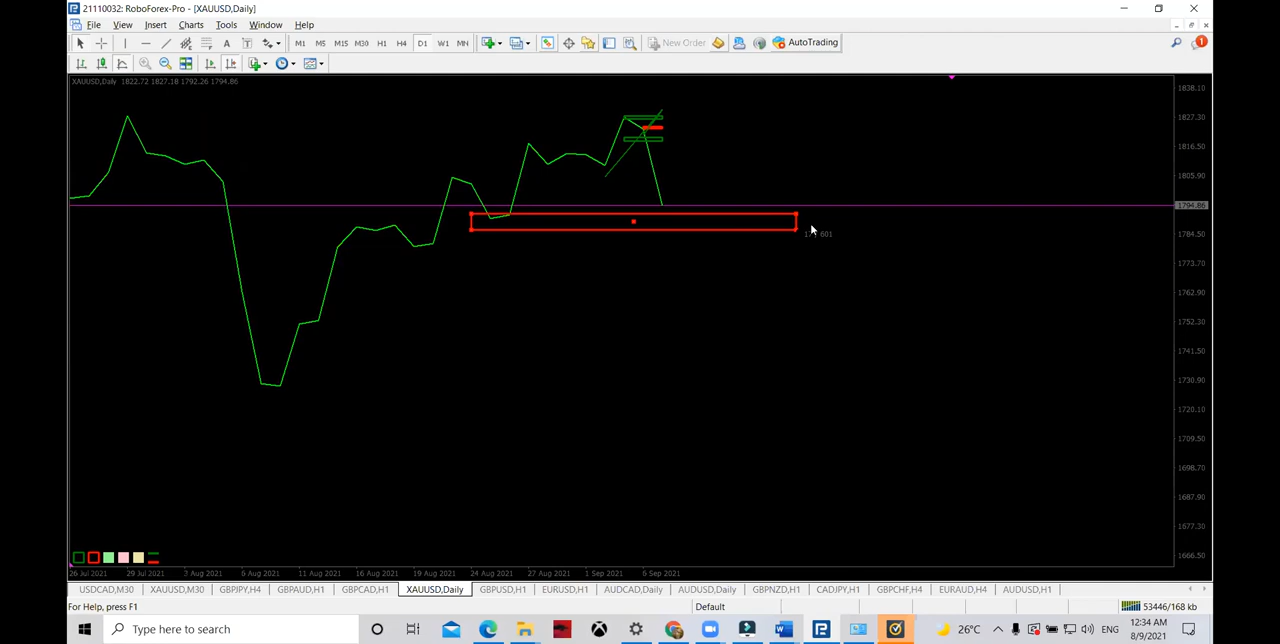 21110032: RoboForex-Pro - [XAUUSD,Daily]
File View Insert Charts Tools Window Help
M1 M5 M15 M30 H1 H4 D1 W1 MN New Order AutoTrading 1
XAUUSD,Daily 1822.72 1827.18 1792.26 1794.86
1838.10
1827.30
1816.50
1805.90
1794.86
1784.50
1773.70
1762.90
1752.30
1741.50
1730.90
1720.10
1709.50
1698.70
1687.90
1677.30
1666.50
26 Jul 2021 29 Jul 2021 3 Aug 2021 6 Aug 2021 11 Aug 2021 16 Aug 2021 19 Aug 2021 24 Aug 2021 27 Aug 2021 1 Sep 2021 6 Sep 2021
USDCAD,M30 XAUUSD,M30 GBPJPY,H4 GBPAUD,H1 GBPCAD,H1 XAUUSD,Daily GBPUSD,H1 EURUSD,H1 AUDCAD,Daily AUDUSD,Daily GBPNZD,H1 CADJPY,H1 GBPCHF,H4 EURAUD,H4 AUDUSD,H1
For Help, press F1 Default 53446/168 kb
Type here to search 26°C ENG 12:34 AM
8/9/2021